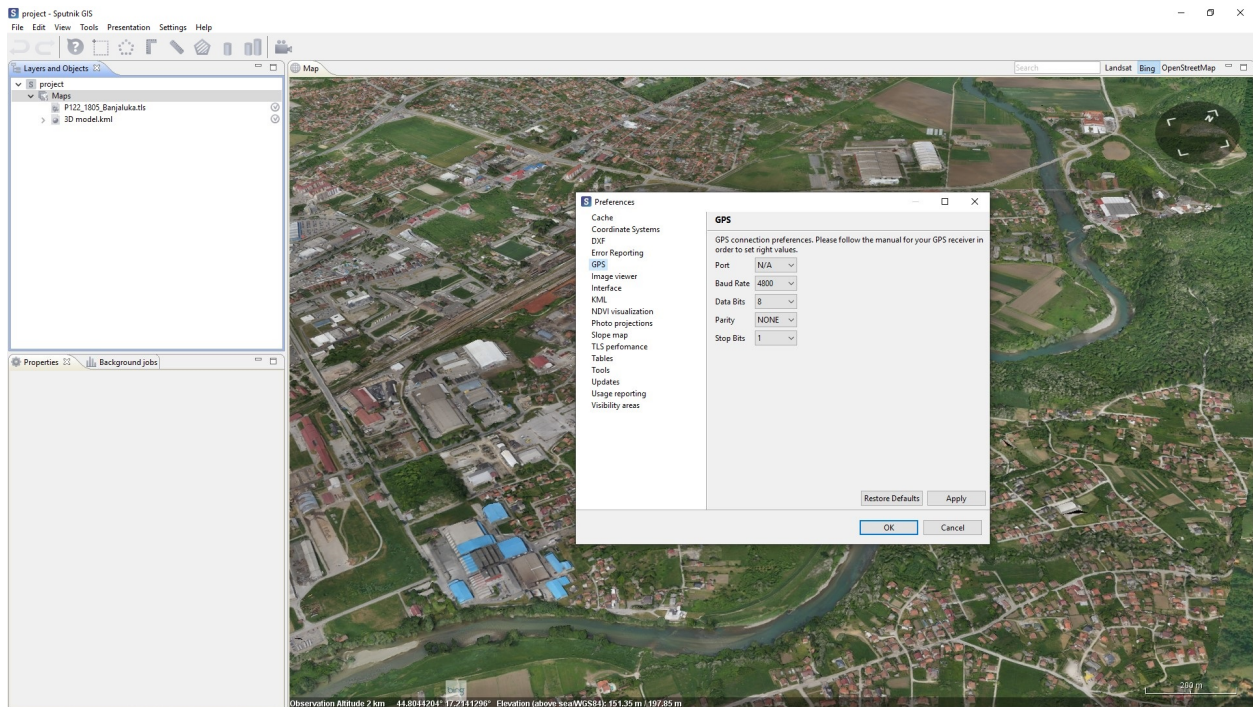 project - Sputnik GIS
File Edit View Tools Presentation Settings Help
Layers and Objects
project
Maps
P122_1805_Banjaluka.tls
3D model.kml
Properties
Background jobs
Map
Search
Landsat Bing OpenStreetMap
N
Preferences
Cache
Coordinate Systems
DXF
Error Reporting
GPS
Image viewer
Interface
KML
NDVI visualization
Photo projections
Slope map
TLS perfomance
Tables
Tools
Updates
Usage reporting
Visibility areas
GPS
GPS connection preferences. Please follow the manual for your GPS receiver in
order to set right values.
Port N/A
Baud Rate 4800
Data Bits 8
Parity NONE
Stop Bits 1
Restore Defaults Apply
OK Cancel
bing
200 m
Observation Altitude 2 km 44.8044204° 17.2141296° Elevation (above sea/WGS84): 151.35 m / 197.85 m